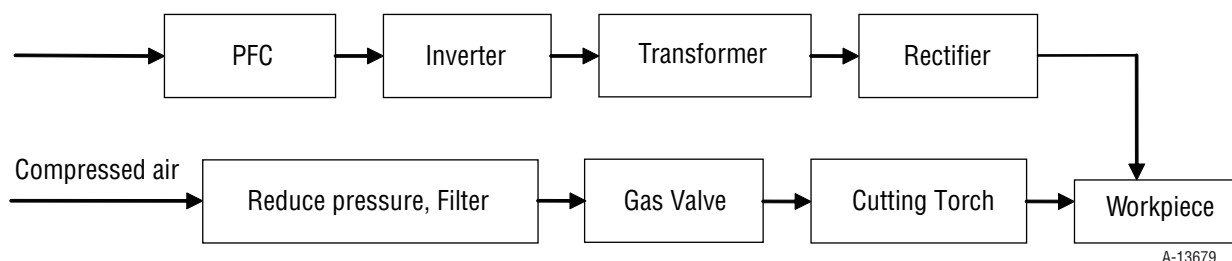 PFC
Inverter
Transformer
Rectifier
Compressed air
Reduce pressure, Filter
Gas Valve
Cutting Torch
Workpiece
A-13679